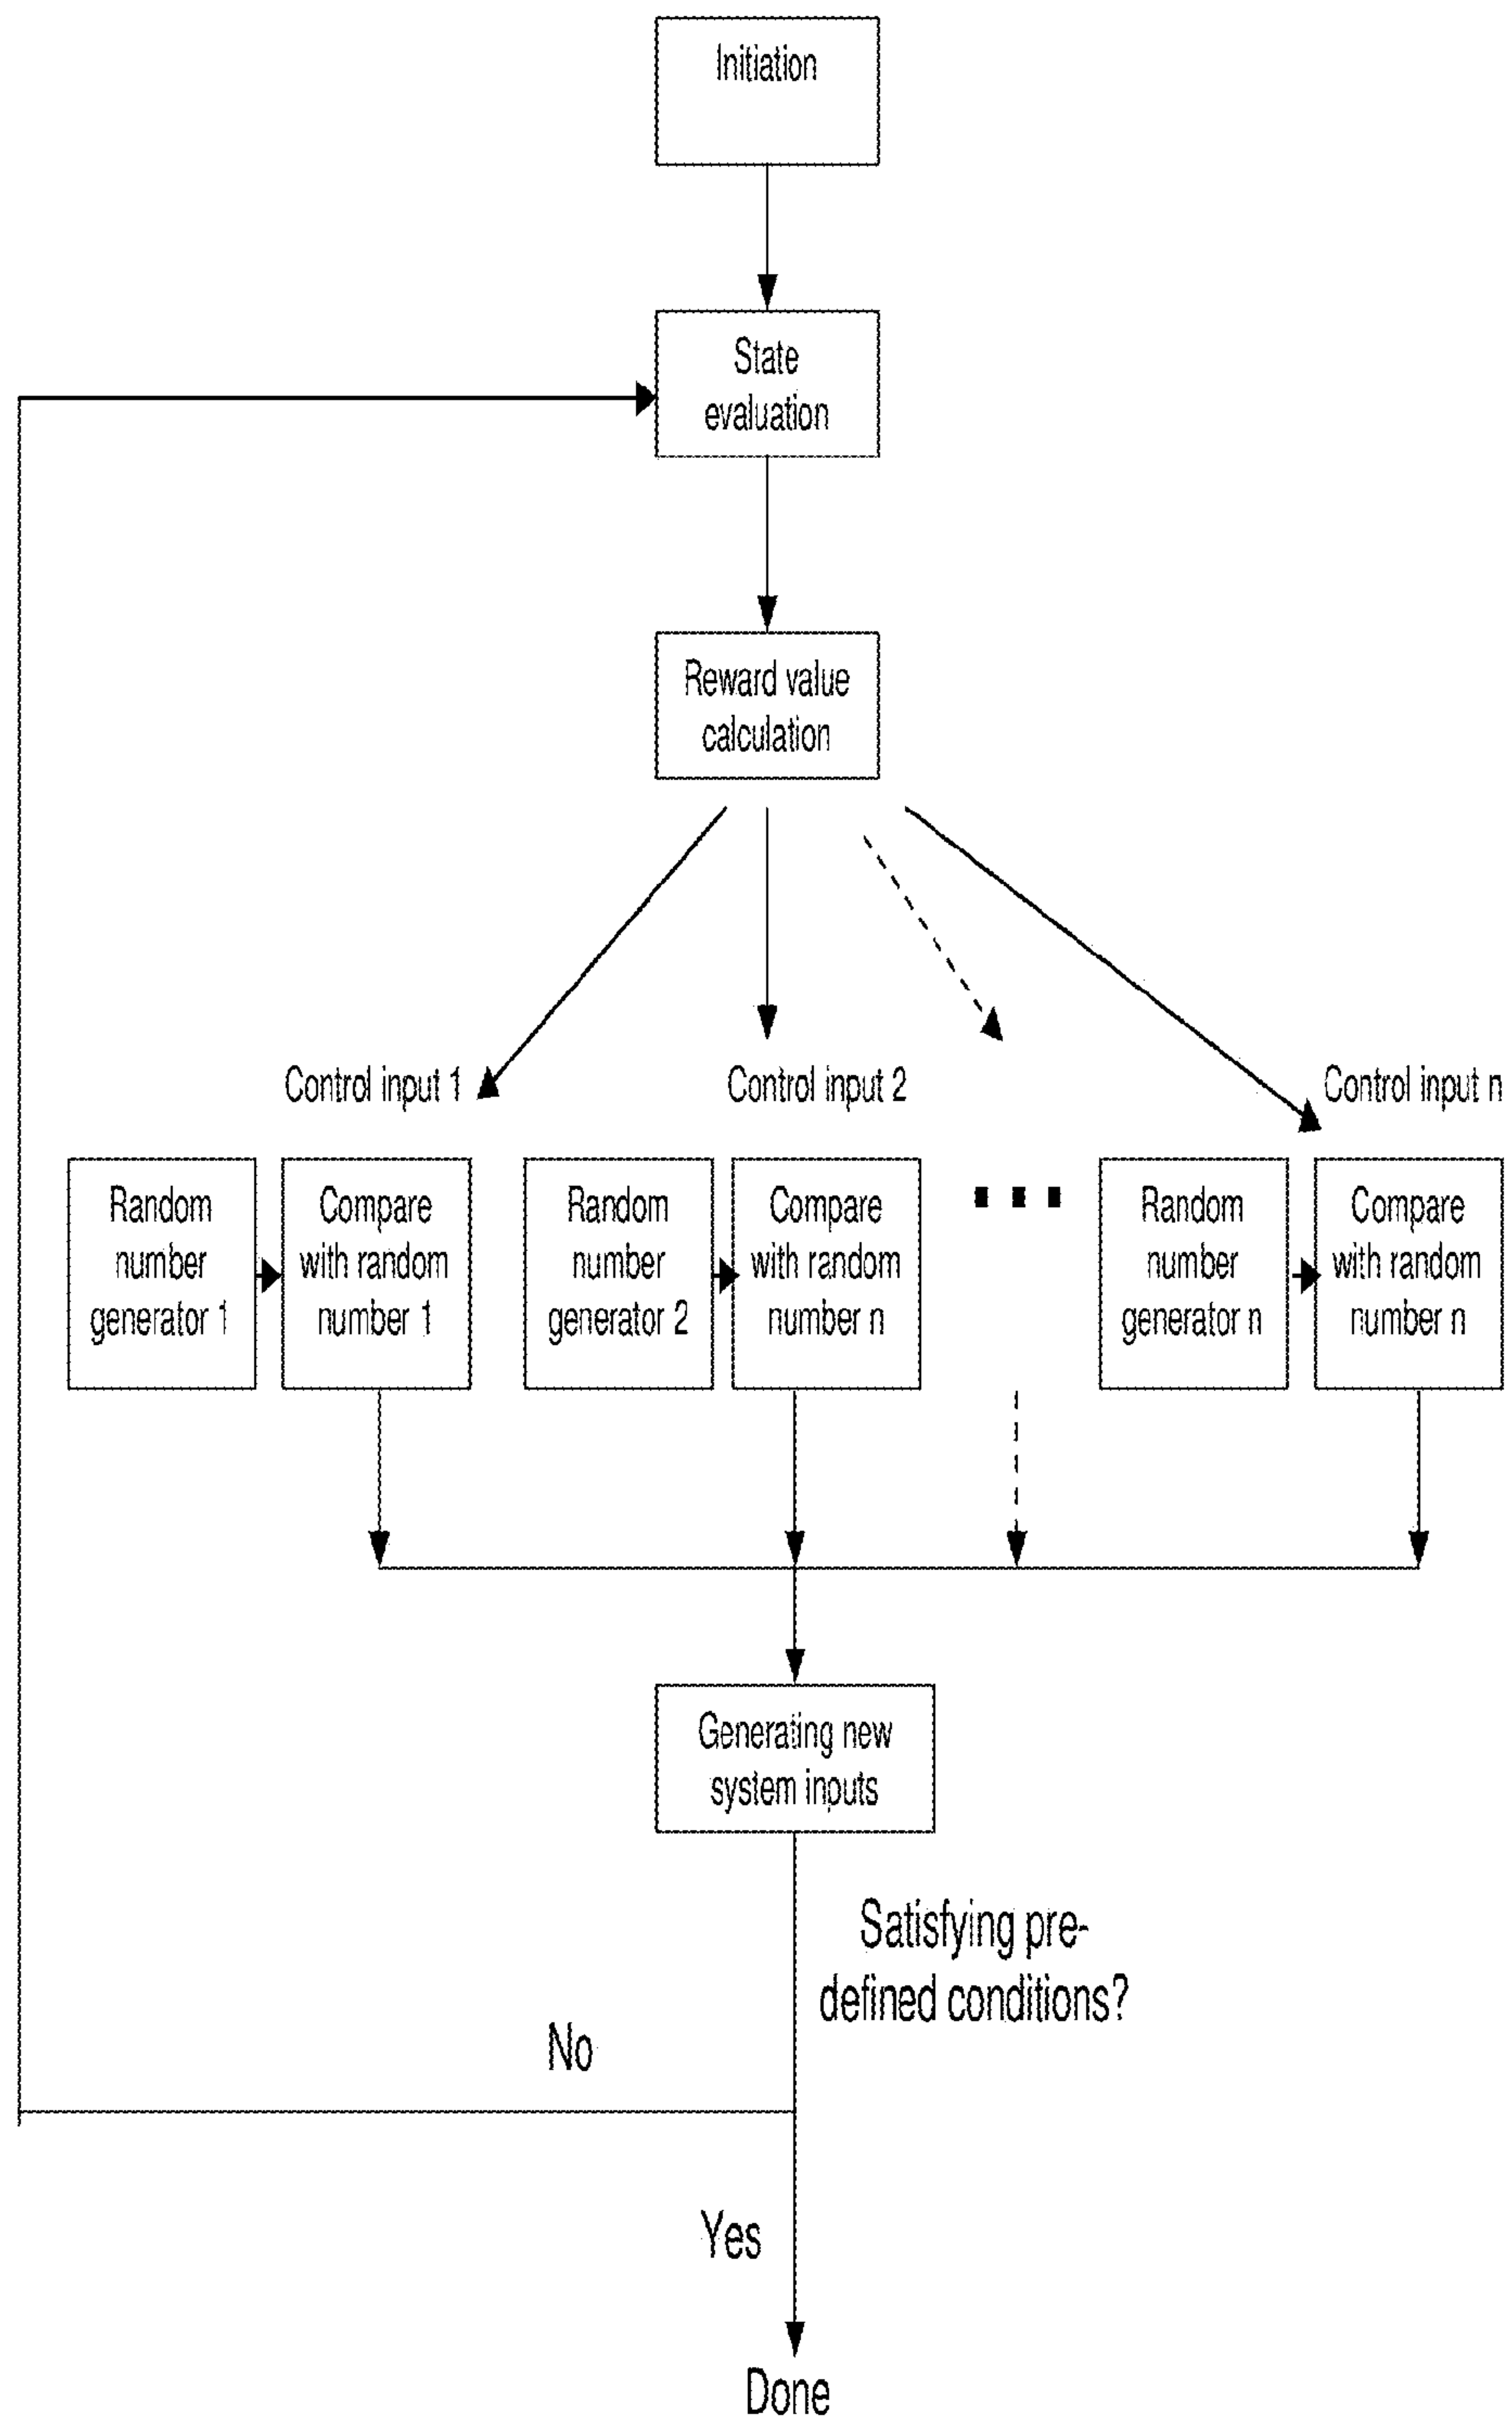 Initiation
State
evaluation
Reward value
calculation
Control input 1
Control input 2
Control input n
Random
number
generator 1
Compare
with random
number 1
Random
number
generator 2
Compare
with random
number n
Random
number
generator n
Compare
with random
number n
Generating new
system inputs
Satisfying pre-
defined conditions?
No
Yes
Done